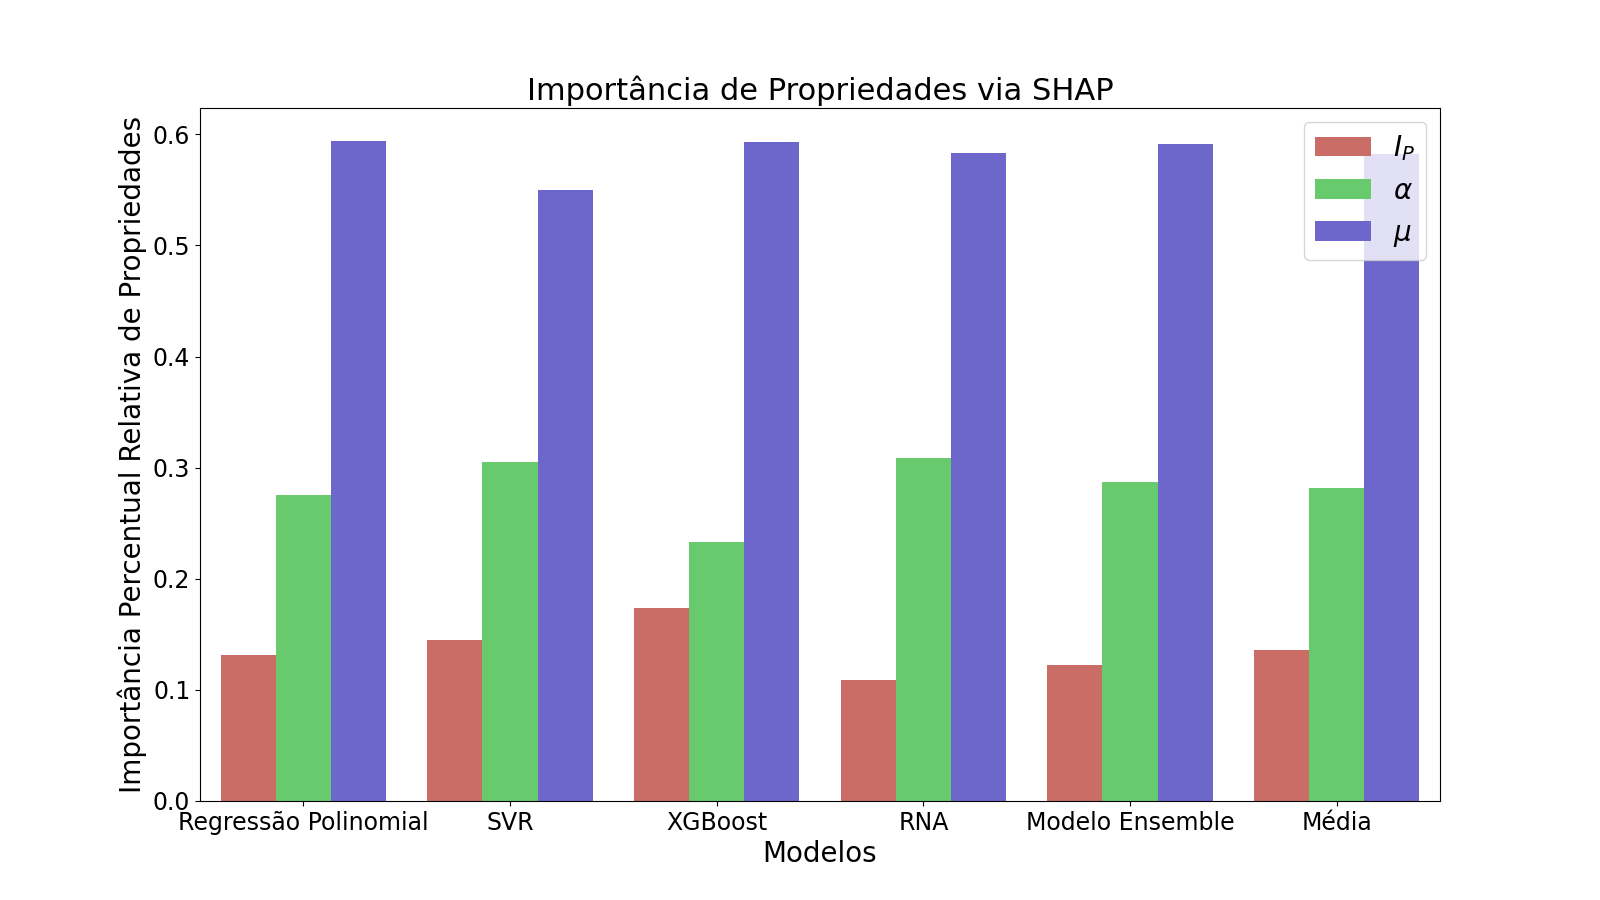 Importância de Propriedades via SHAP
Importância Percentual Relativa de Propriedades
0.6
0.5
0.4
0.3
0.2
0.1
0.0
I_P
α
μ
Regressão Polinomial SVR XGBoost RNA Modelo Ensemble Média
Modelos